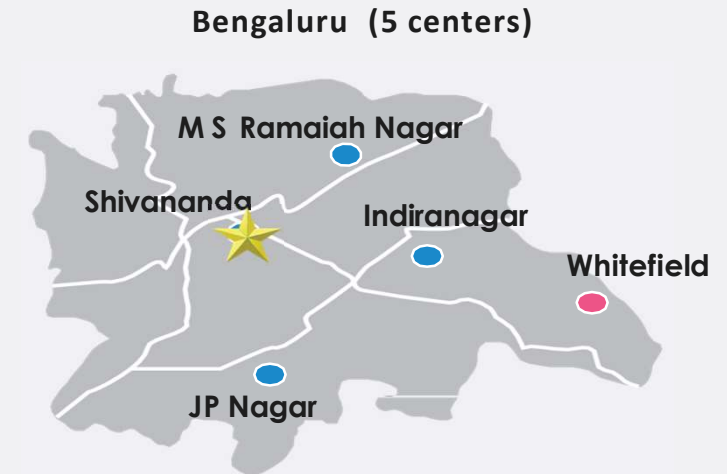 Bengaluru (5 centers)
M S Ramaiah Nagar
Shivananda
Indiranagar
Whitefield
JP Nagar